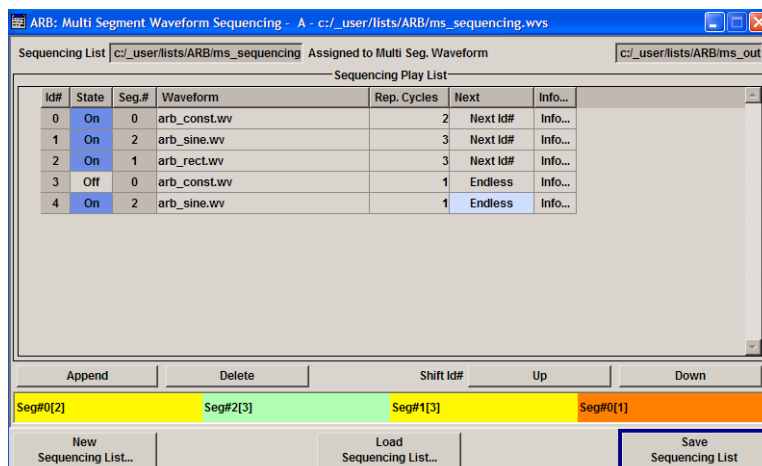 ARB: Multi Segment Waveform Sequencing - A - c:/_user/lists/ARB/ms_sequencing.wvs
Sequencing List c:/_user/lists/ARB/ms_sequencing Assigned to Multi Seg. Waveform c:/_user/lists/ARB/ms_out
Sequencing Play List
Id# State Seg.# Waveform Rep. Cycles Next Info...
0 On 0 arb_const.wv 2 Next Id# Info...
1 On 2 arb_sine.wv 3 Next Id# Info...
2 On 1 arb_rect.wv 3 Next Id# Info...
3 Off 0 arb_const.wv 1 Endless Info...
4 On 2 arb_sine.wv 1 Endless Info...
Append Delete Shift Id# Up Down
Seg#0[2] Seg#2[3] Seg#1[3] Seg#0[1]
New Load Save
Sequencing List... Sequencing List... Sequencing List